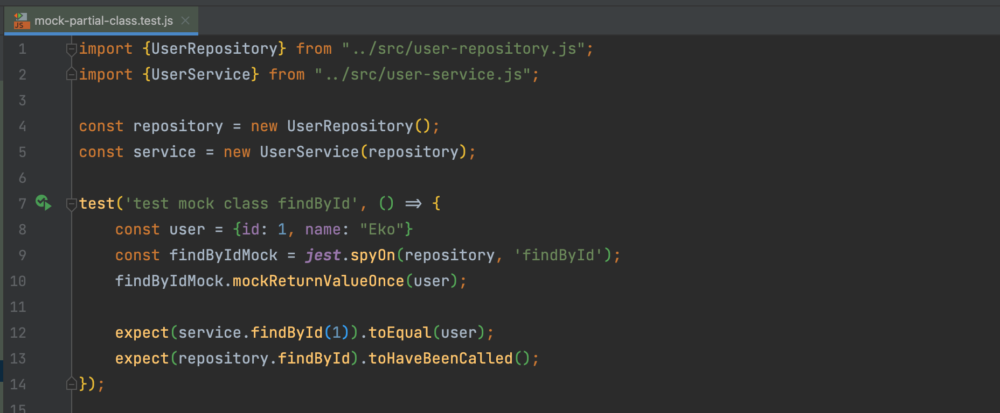 mock-partial-class.test.js
1 import {UserRepository} from "../src/user-repository.js";
2 import {UserService} from "../src/user-service.js";
3
4 const repository = new UserRepository();
5 const service = new UserService(repository);
6
7 test('test mock class findById', () => {
8     const user = {id: 1, name: "Eko"}
9     const findByIdMock = jest.spyOn(repository, 'findById');
10     findByIdMock.mockReturnValueOnce(user);
11
12     expect(service.findById(1)).toEqual(user);
13     expect(repository.findById).toHaveBeenCalled();
14 });
15